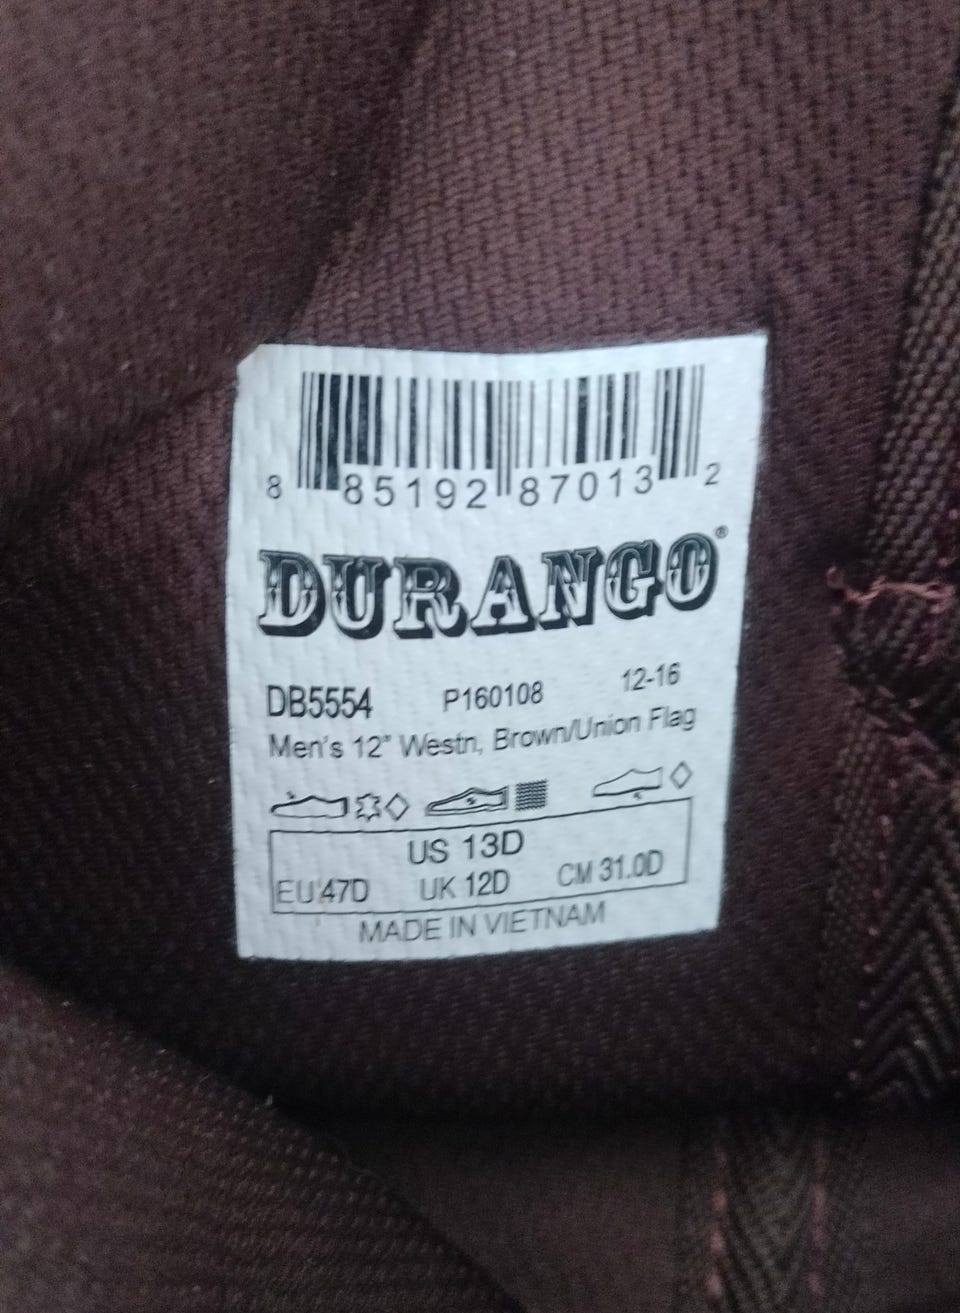 8 85192 87013 2
DURANGO®
DB5554 P160108 12-16
Men's 12" Westn, Brown/Union Flag
US 13D
EU 47D UK 12D CM 31.0D
MADE IN VIETNAM